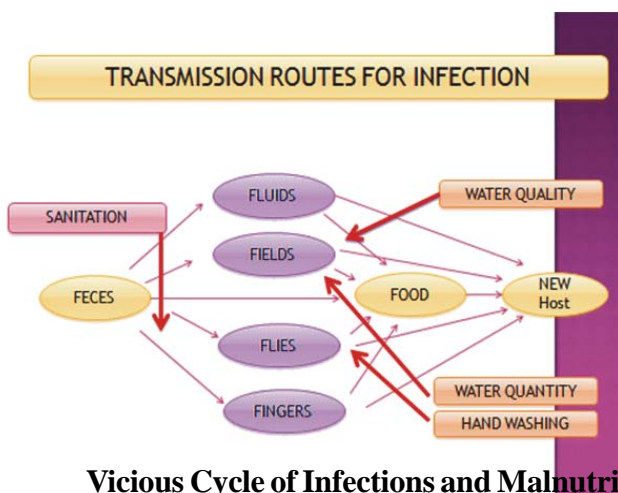 TRANSMISSION ROUTES FOR INFECTION
FLUIDS
WATER QUALITY
SANITATION
FIELDS
FECES
FOOD
NEW
Host
FLIES
WATER QUANTITY
FINGERS
HAND WASHING
Vicious Cycle of Infections and Malnutri